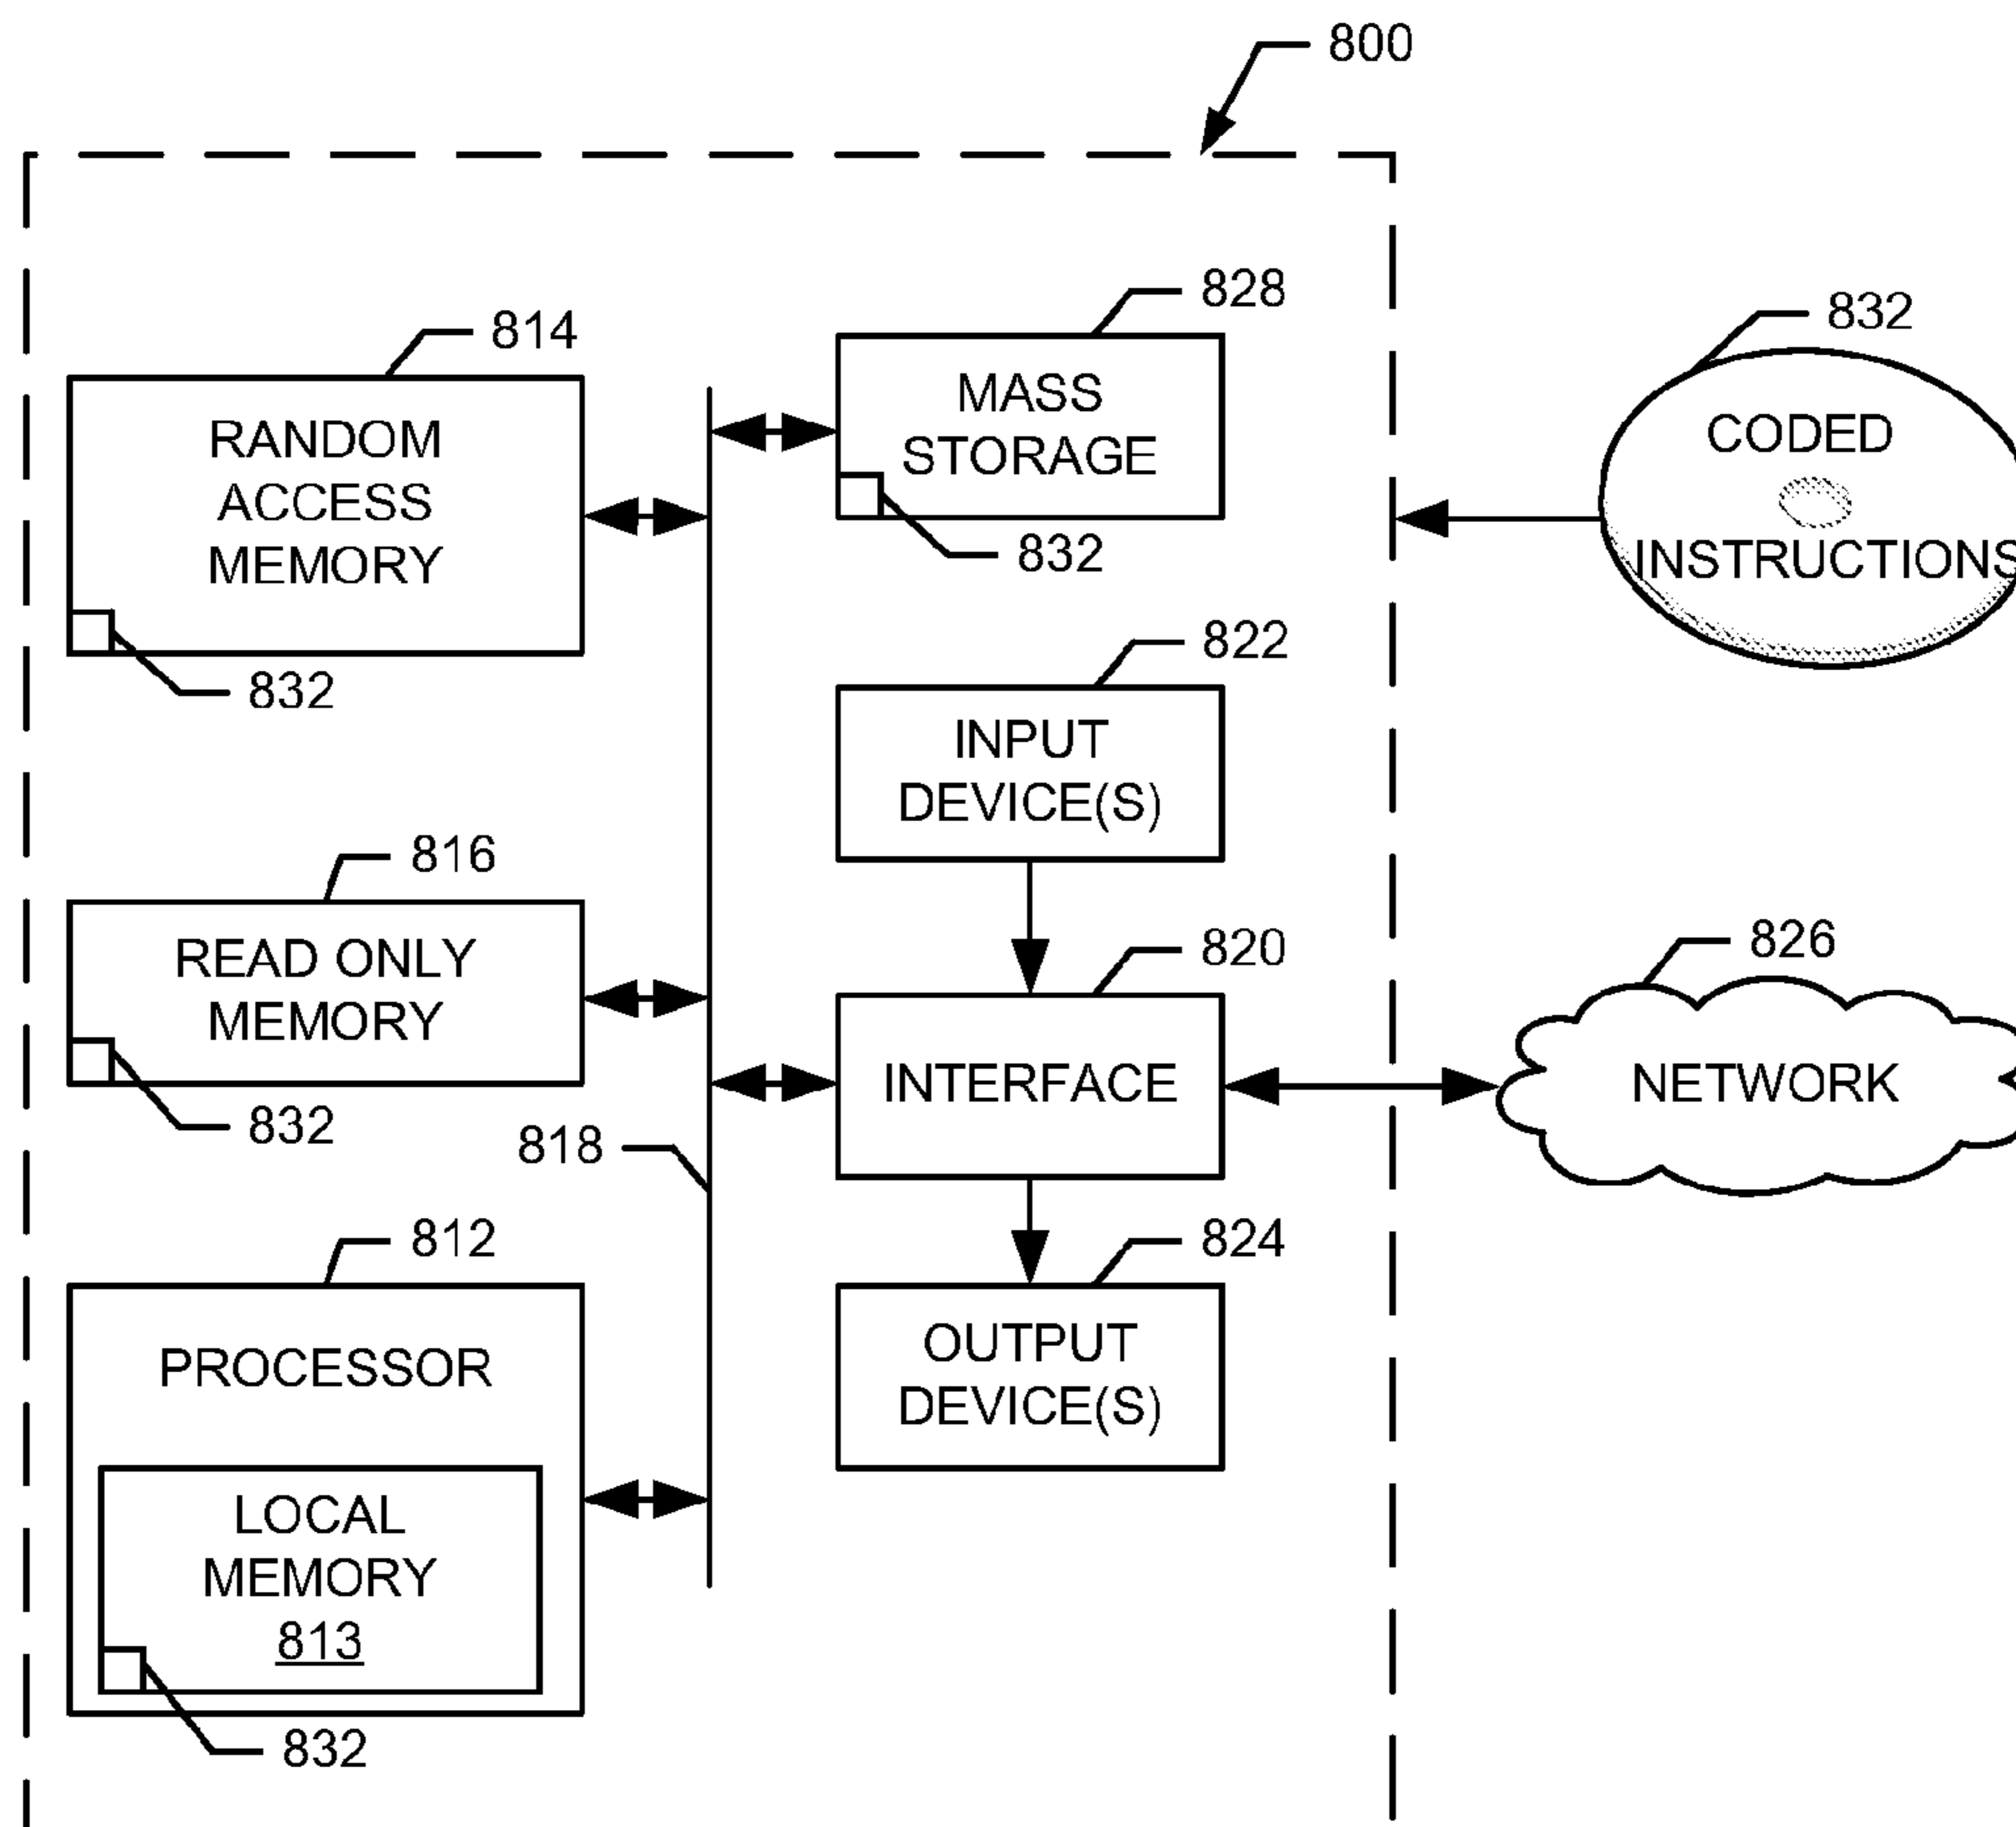 800
828
814
832
MASS
STORAGE
RANDOM
ACCESS
MEMORY
CODED
INSTRUCTIONS
832
832
822
INPUT
DEVICE(S)
816
READ ONLY
MEMORY
820
826
INTERFACE
NETWORK
832
818
812
824
PROCESSOR
OUTPUT
DEVICE(S)
LOCAL
MEMORY
813
832